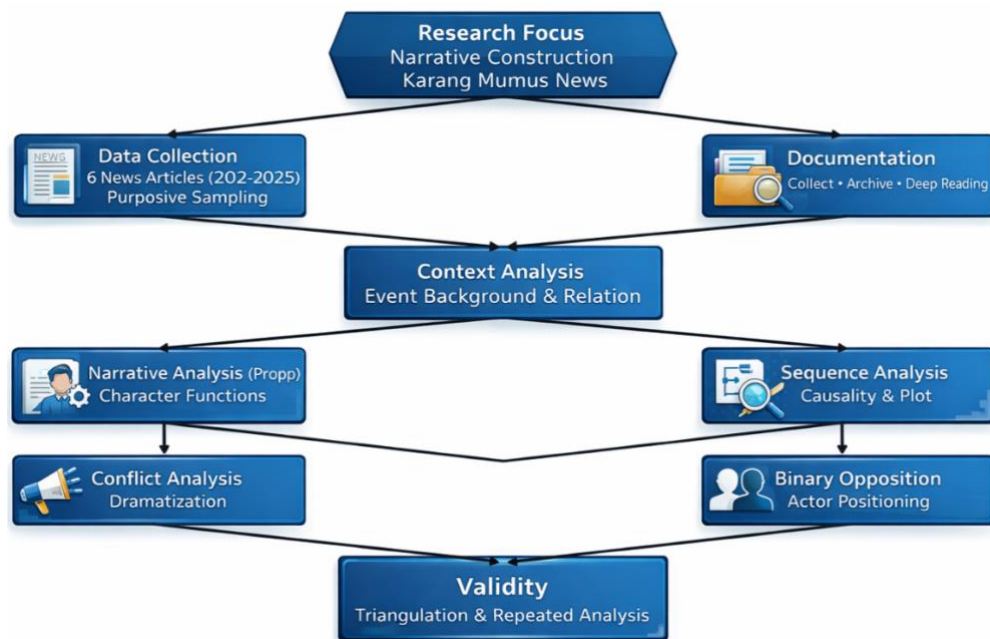 Research Focus
Narrative Construction
Karang Mumus News
Data Collection
6 News Articles (202-2025)
Purposive Sampling
NEWG
Documentation
Collect • Archive • Deep Reading
Context Analysis
Event Background & Relation
Narrative Analysis (Propp)
Character Functions
Sequence Analysis
Causality & Plot
Conflict Analysis
Dramatization
Binary Opposition
Actor Positioning
Validity
Triangulation & Repeated Analysis